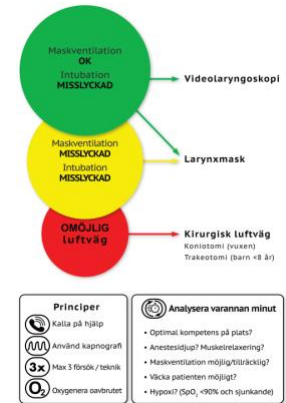 Maskventilation
OK
Intubation
MISSLYCKAD
Videolaryngoskopi
Maskventilation
MISSLYCKAD
Intubation
MISSLYCKAD
Larynxmask
OMÖJLIG
luftväg
Kirurgisk luftväg
Koniotomi (vuxen)
Trakeotomi (barn <8 år)
Principer
Kalla på hjälp
Använd kapnografi
3x Max 3 försök / teknik
O₂ Oxygenera oavbrutet
Analysera varannan minut
• Optimal kompetens på plats?
• Anestesidjup? Muskelrelaxering?
• Maskventilation möjlig/tillräcklig?
• Väcka patienten möjligt?
• Hypoxi? (SpO₂ <90% och sjunkande)